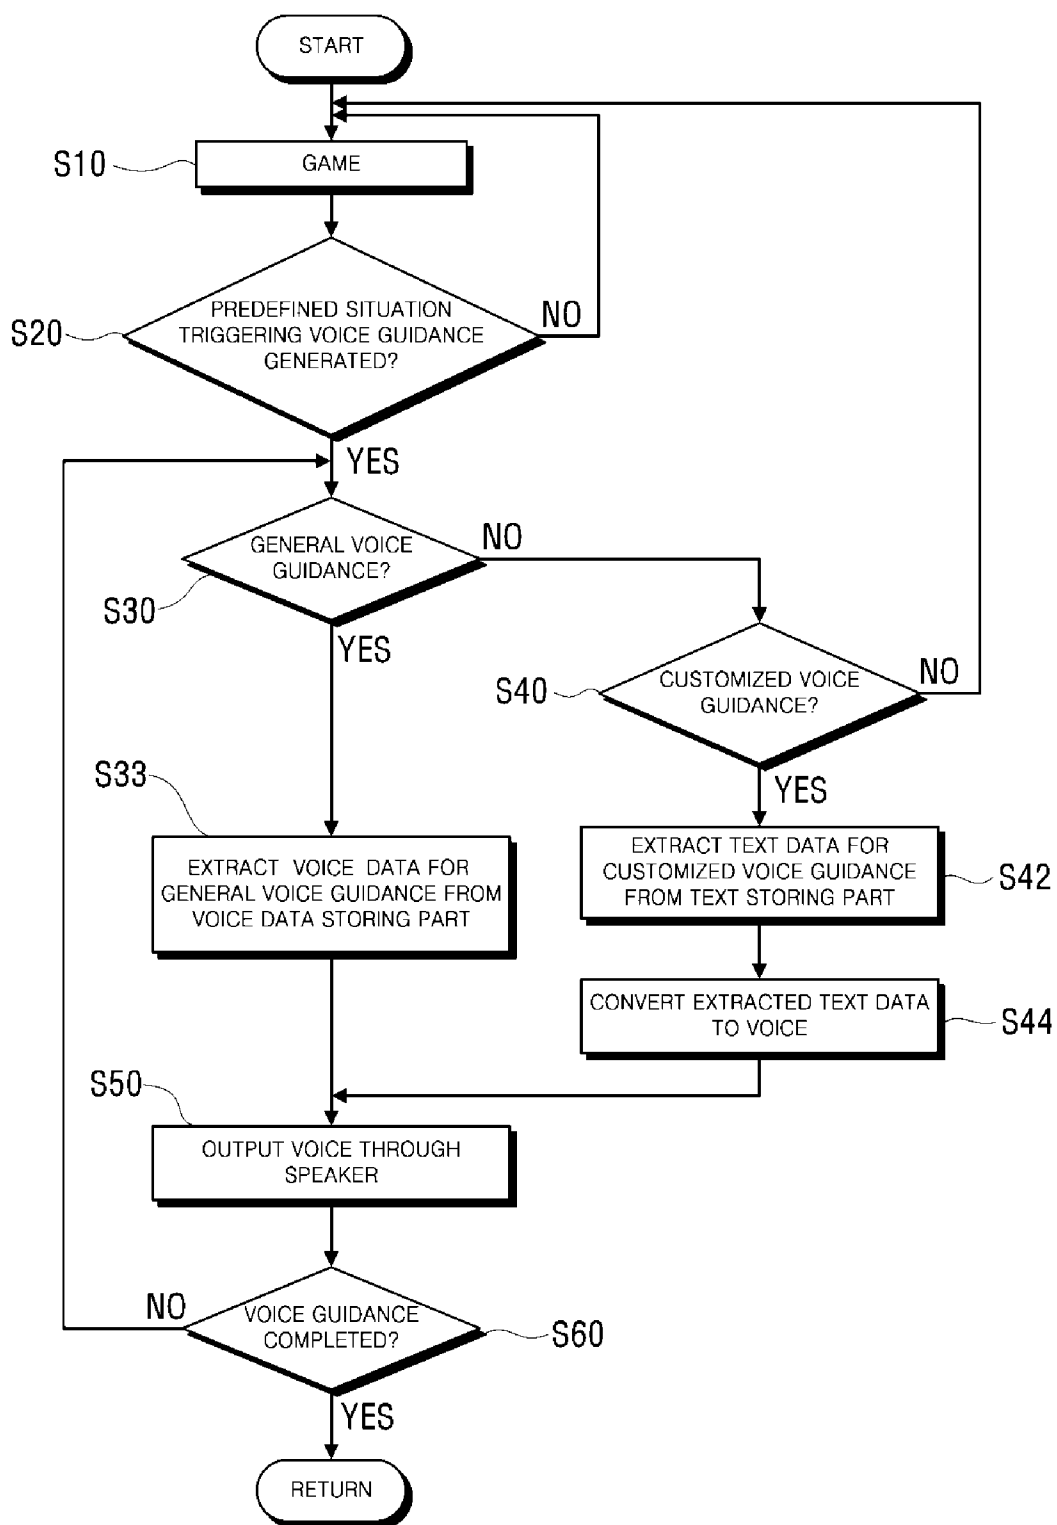 START
S10
GAME
S20
PREDEFINED SITUATION
TRIGGERING VOICE GUIDANCE
GENERATED?
NO
YES
GENERAL VOICE
GUIDANCE?
NO
S30
YES
S40
CUSTOMIZED VOICE
GUIDANCE?
NO
YES
S33
EXTRACT VOICE DATA FOR
GENERAL VOICE GUIDANCE FROM
VOICE DATA STORING PART
EXTRACT TEXT DATA FOR
CUSTOMIZED VOICE GUIDANCE
FROM TEXT STORING PART
S42
CONVERT EXTRACTED TEXT DATA
TO VOICE
S44
S50
OUTPUT VOICE THROUGH
SPEAKER
NO
VOICE GUIDANCE
COMPLETED?
S60
YES
RETURN